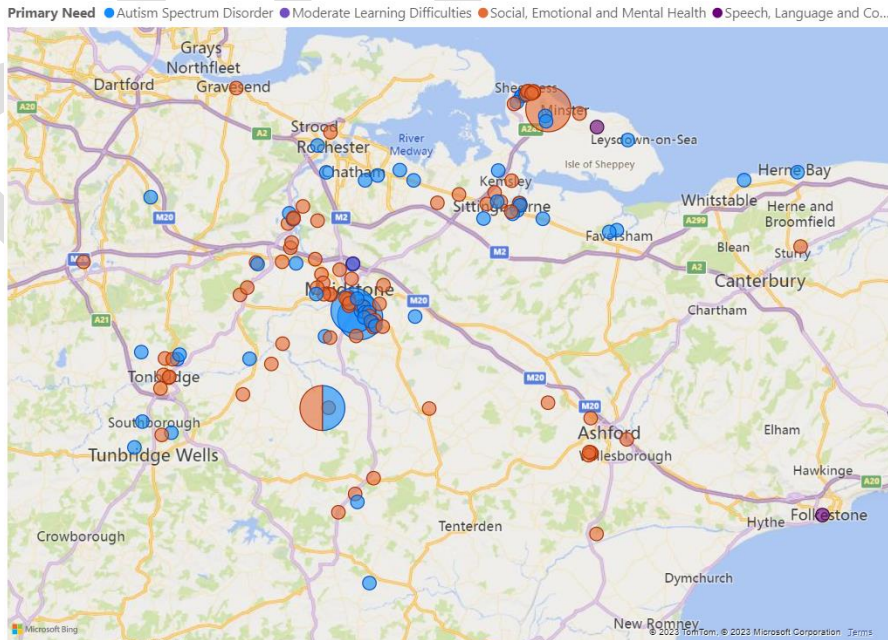 Primary Need Autism Spectrum Disorder Moderate Learning Difficulties Social, Emotional and Mental Health Speech, Language and Co...
Grays
Northfleet
Dartford
Gravesend
A20
A2
Strood
Rochester
Chatham
River
Medway
Minster
Leysdown-on-Sea
Isle of Sheppey
Kemsley
Sittingbourne
Herne Bay
Whitstable
Herne and
Broomfield
M20
M2
A299
Faversham
Blean
Sturry
M2
A2
Canterbury
Maidstone
M20
Chartham
A21
M20
Tonbridge
M20
Southborough
Ashford
Elham
Tunbridge Wells
Willesborough
Hawkinge
A20
Folkestone
Hythe
Tenterden
Crowborough
Dymchurch
New Romney
Microsoft Bing
© 2023 TomTom, © 2023 Microsoft Corporation Terms